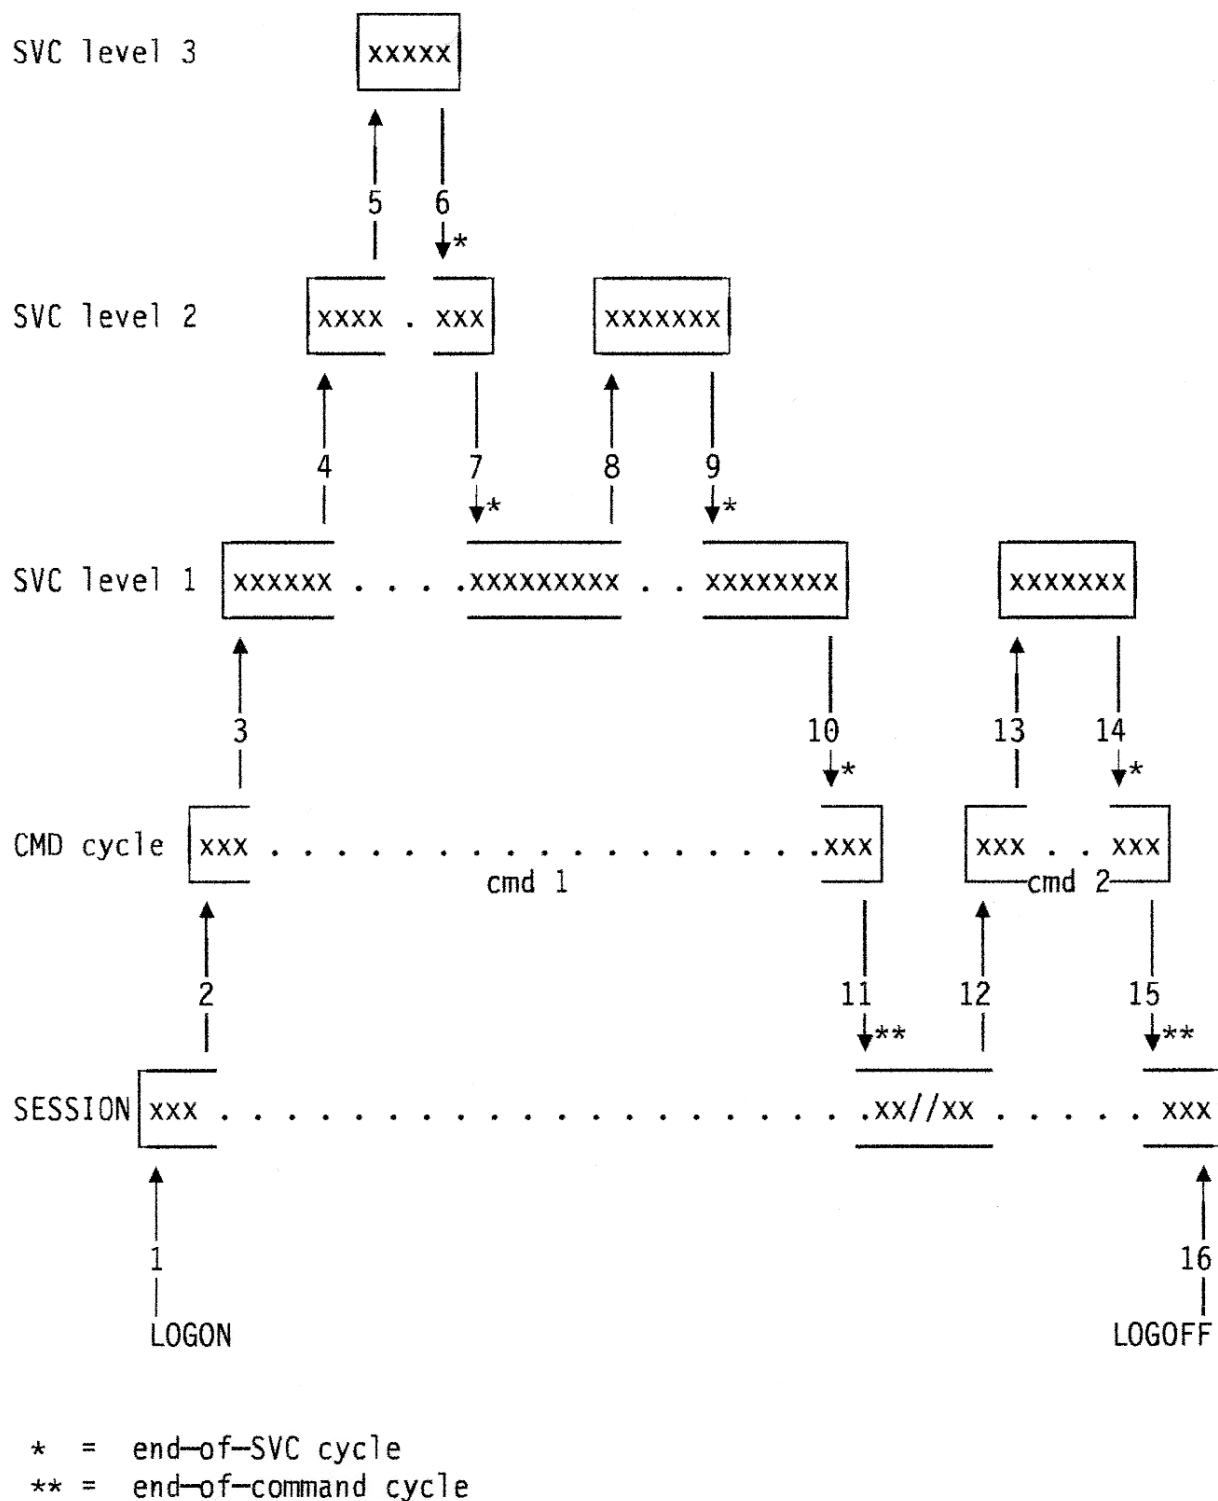 SVC level 3 xxxxx
5 6
*
SVC level 2 xxxx . xxx xxxxxxx
4 7 8 9
* *
SVC level 1 xxxxxx . . . .xxxxxxxxx . . xxxxxxxx xxxxxxx
3 10 13 14
* *
CMD cycle xxx . . . . . . . . . . . . . . . . .xxx xxx . . xxx
cmd 1 cmd 2
2 11 12 15
** **
SESSION xxx . . . . . . . . . . . . . . . . . . . .xx//xx . . . . . xxx
1 16
LOGON LOGOFF
* = end-of-SVC cycle
** = end-of-command cycle